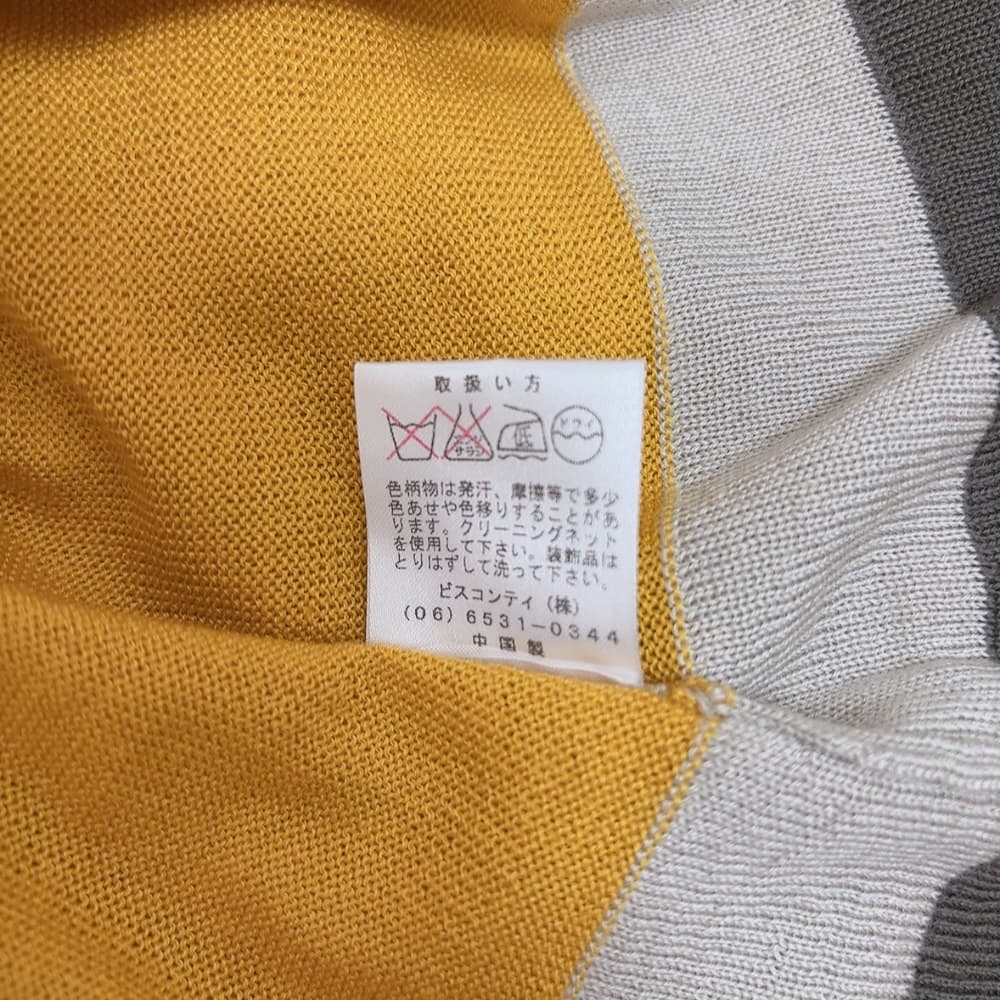 取扱い方
エンソ
サラシ
低
ドライ
色柄物は発汗、摩擦等で多少
色あせや色移りすることがあ
ります。クリーニングネット
を使用して下さい。装飾品は
とりはずして洗って下さい。
ビスコンティ(株)
(06)6531-0344
中国製